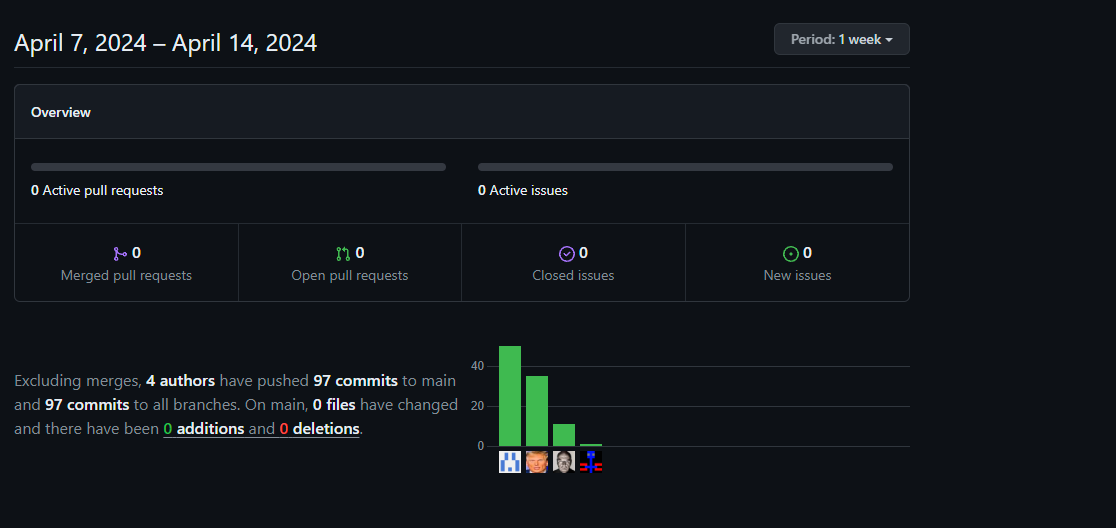 April 7, 2024 – April 14, 2024
Period: 1 week
Overview
0 Active pull requests
0 Active issues
0
Merged pull requests
0
Open pull requests
0
Closed issues
0
New issues
Excluding merges, 4 authors have pushed 97 commits to main
and 97 commits to all branches. On main, 0 files have changed
and there have been 0 additions and 0 deletions.
40
20
0